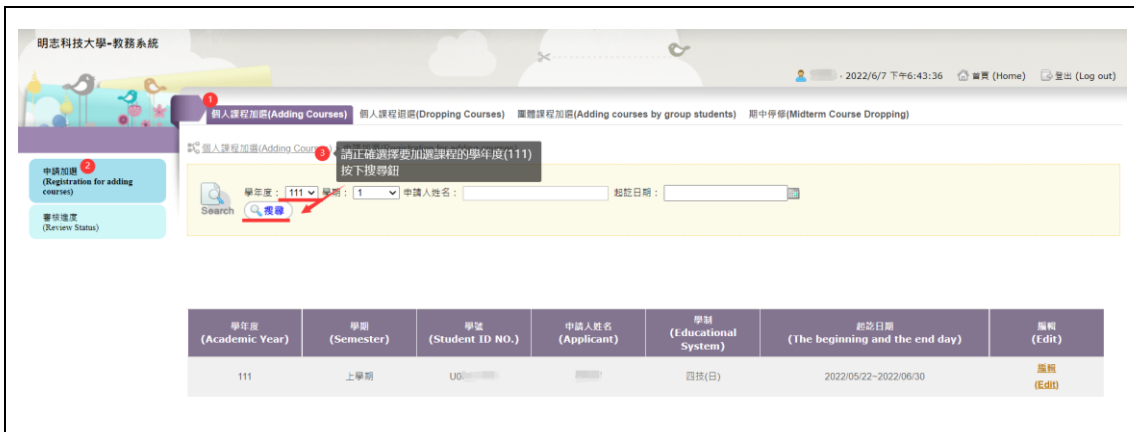 明志科技大學-教務系統
, 2022/6/7 下午6:43:36 首頁 (Home) 登出 (Log out)
1
個人課程加選(Adding Courses) 個人課程退選(Dropping Courses) 團體課程加選(Adding courses by group students) 期中停修(Midterm Course Dropping)
個人課程加選(Adding Cou
3 請正確選擇要加選課程的學年度(111)
按下搜尋鈕
申請加選 2
(Registration for adding
courses)
審核進度
(Review Status)
學年度： 111 學期： 1 申請人姓名： 起訖日期：
Search 搜尋
學年度 學期 學號 申請人姓名 學制 起訖日期 編輯
(Academic Year) (Semester) (Student ID NO.) (Applicant) (Educational System) (The beginning and the end day) (Edit)
111 上學期 U0 四技(日) 2022/05/22~2022/06/30 編輯
(Edit)